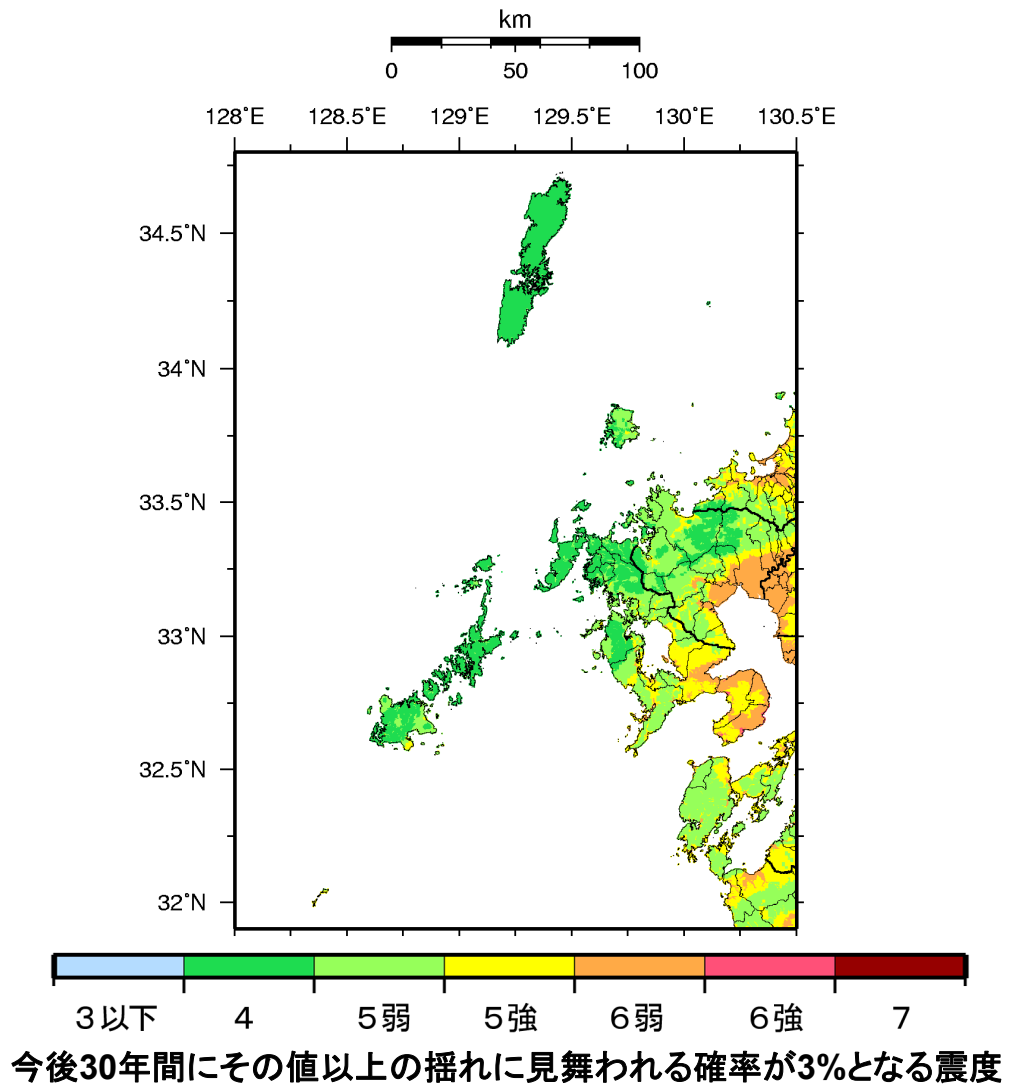 km
0 50 100
128˚E 128.5˚E 129˚E 129.5˚E 130˚E 130.5˚E
34.5˚N
34˚N
33.5˚N
33˚N
32.5˚N
32˚N
３以下 ４ ５弱 ５強 ６弱 ６強 ７
今後30年間にその値以上の揺れに見舞われる確率が3%となる震度